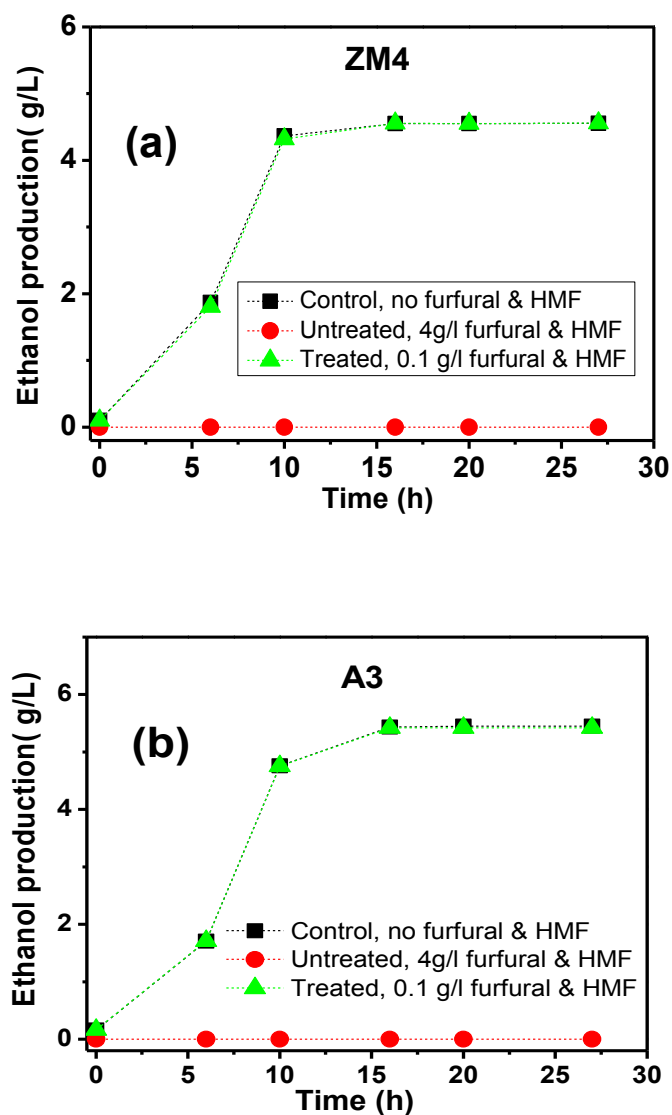 6
ZM4
(a)
4
2
0
Ethanol production( g/L)
Control, no furfural & HMF
Untreated, 4g/l furfural & HMF
Treated, 0.1 g/l furfural & HMF
0 5 10 15 20 25 30
Time (h)
A3
(b)
6
4
2
0
Ethanol production( g/L)
Control, no furfural & HMF
Untreated, 4g/l furfural & HMF
Treated, 0.1 g/l furfural & HMF
0 5 10 15 20 25 30
Time (h)